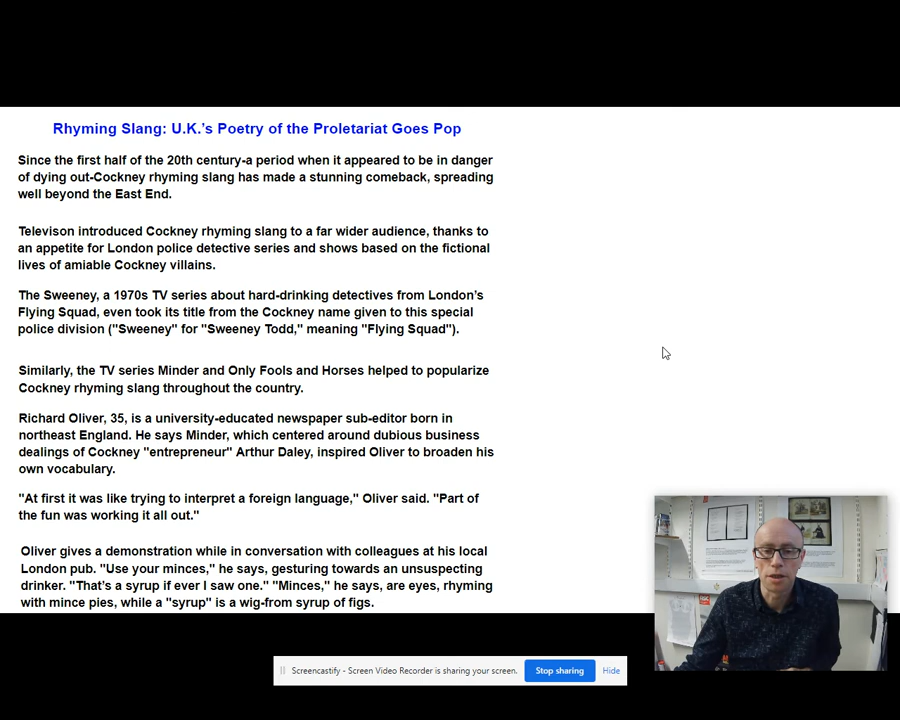 Rhyming Slang: U.K.'s Poetry of the Proletariat Goes Pop
Since the first half of the 20th century-a period when it appeared to be in danger
of dying out-Cockney rhyming slang has made a stunning comeback, spreading
well beyond the East End.
Televison introduced Cockney rhyming slang to a far wider audience, thanks to
an appetite for London police detective series and shows based on the fictional
lives of amiable Cockney villains.
The Sweeney, a 1970s TV series about hard-drinking detectives from London's
Flying Squad, even took its title from the Cockney name given to this special
police division ("Sweeney" for "Sweeney Todd," meaning "Flying Squad").
Similarly, the TV series Minder and Only Fools and Horses helped to popularize
Cockney rhyming slang throughout the country.
Richard Oliver, 35, is a university-educated newspaper sub-editor born in
northeast England. He says Minder, which centered around dubious business
dealings of Cockney "entrepreneur" Arthur Daley, inspired Oliver to broaden his
own vocabulary.
"At first it was like trying to interpret a foreign language," Oliver said. "Part of
the fun was working it all out."
Oliver gives a demonstration while in conversation with colleagues at his local
London pub. "Use your minces," he says, gesturing towards an unsuspecting
drinker. "That's a syrup if ever I saw one." "Minces," he says, are eyes, rhyming
with mince pies, while a "syrup" is a wig-from syrup of figs.
Screencastify - Screen Video Recorder is sharing your screen.
Stop sharing
Hide